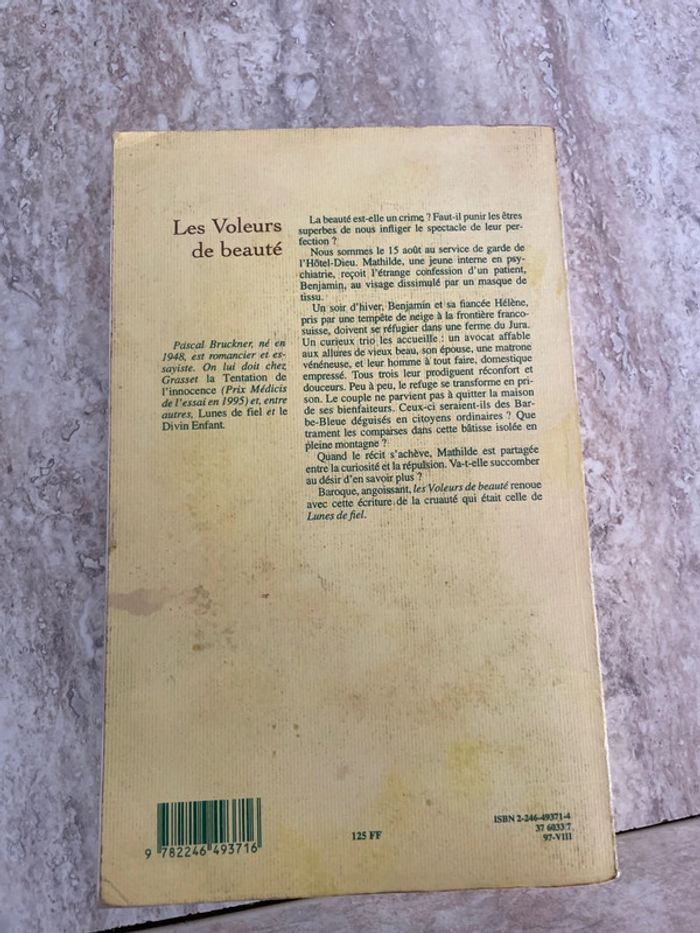 Les Voleurs
de beauté
Pascal Bruckner, né en
1948, est romancier et es-
sayiste. On lui doit chez
Grasset la Tentation de
l'innocence (Prix Médicis
de l'essai en 1995) et, entre
autres, Lunes de fiel et le
Divin Enfant.
La beauté est-elle un crime ? Faut-il punir les êtres
superbes de nous infliger le spectacle de leur per-
fection ?
Nous sommes le 15 août au service de garde de
l'Hôtel-Dieu. Mathilde, une jeune interne en psy-
chiatrie, reçoit l'étrange confession d'un patient,
Benjamin, au visage dissimulé par un masque de
tissu.
Un soir d'hiver, Benjamin et sa fiancée Hélène,
pris par une tempête de neige à la frontière franco-
suisse, doivent se réfugier dans une ferme du Jura.
Un curieux trio les accueille : un avocat affable
aux allures de vieux beau, son épouse, une matrone
vénéneuse, et leur homme à tout faire, domestique
empressé. Tous trois leur prodiguent réconfort et
douceurs. Peu à peu, le refuge se transforme en pri-
son. Le couple ne parvient pas à quitter la maison
de ses bienfaiteurs. Ceux-ci seraient-ils des Bar-
be-Bleue déguisés en citoyens ordinaires ? Que
trament les comparses dans cette bâtisse isolée en
pleine montagne ?
Quand le récit s'achève, Mathilde est partagée
entre la curiosité et la répulsion. Va-t-elle succomber
au désir d'en savoir plus ?
Baroque, angoissant, les Voleurs de beauté renoue
avec cette écriture de la cruauté qui était celle de
Lunes de fiel.
9 782246 493716
125 FF
ISBN 2-246-49371-4
37 6033/7
97-VIII